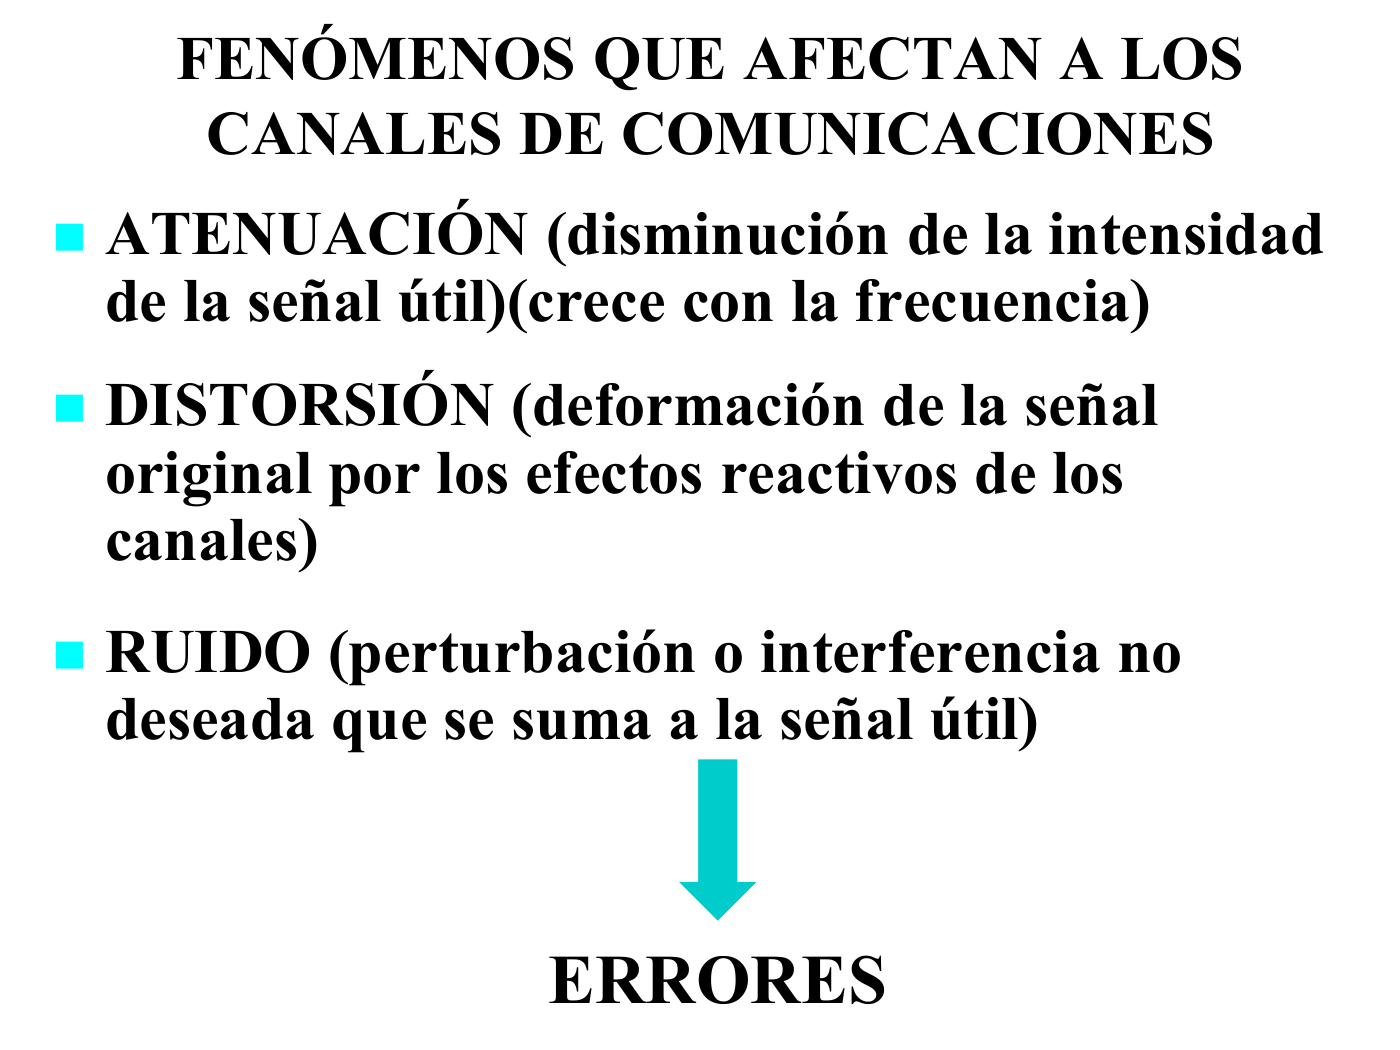 FENÓMENOS QUE AFECTAN A LOS
CANALES DE COMUNICACIONES
ATENUACIÓN (disminución de la intensidad
de la señal útil)(crece con la frecuencia)
DISTORSIÓN (deformación de la señal
original por los efectos reactivos de los
canales)
RUIDO (perturbación o interferencia no
deseada que se suma a la señal útil)
ERRORES